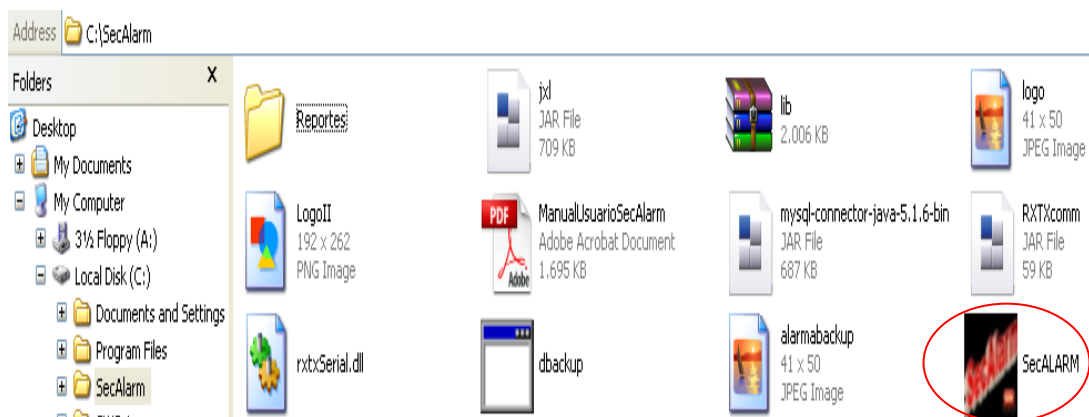 Address C:\SecAlarm
Folders X
Desktop
My Documents
My Computer
3½ Floppy (A:)
Local Disk (C:)
Documents and Settings
Program Files
SecAlarm
Reportes
jxl
JAR File
709 KB
lib
2.006 KB
logo
41 x 50
JPEG Image
LogoII
192 x 262
PNG Image
PDF
Adobe
ManualUsuarioSecAlarm
Adobe Acrobat Document
1.695 KB
mysql-connector-java-5.1.6-bin
JAR File
687 KB
RXTXcomm
JAR File
59 KB
rxtxSerial.dll
dbackup
alarmabackup
41 x 50
JPEG Image
SecAlarm
SecALARM